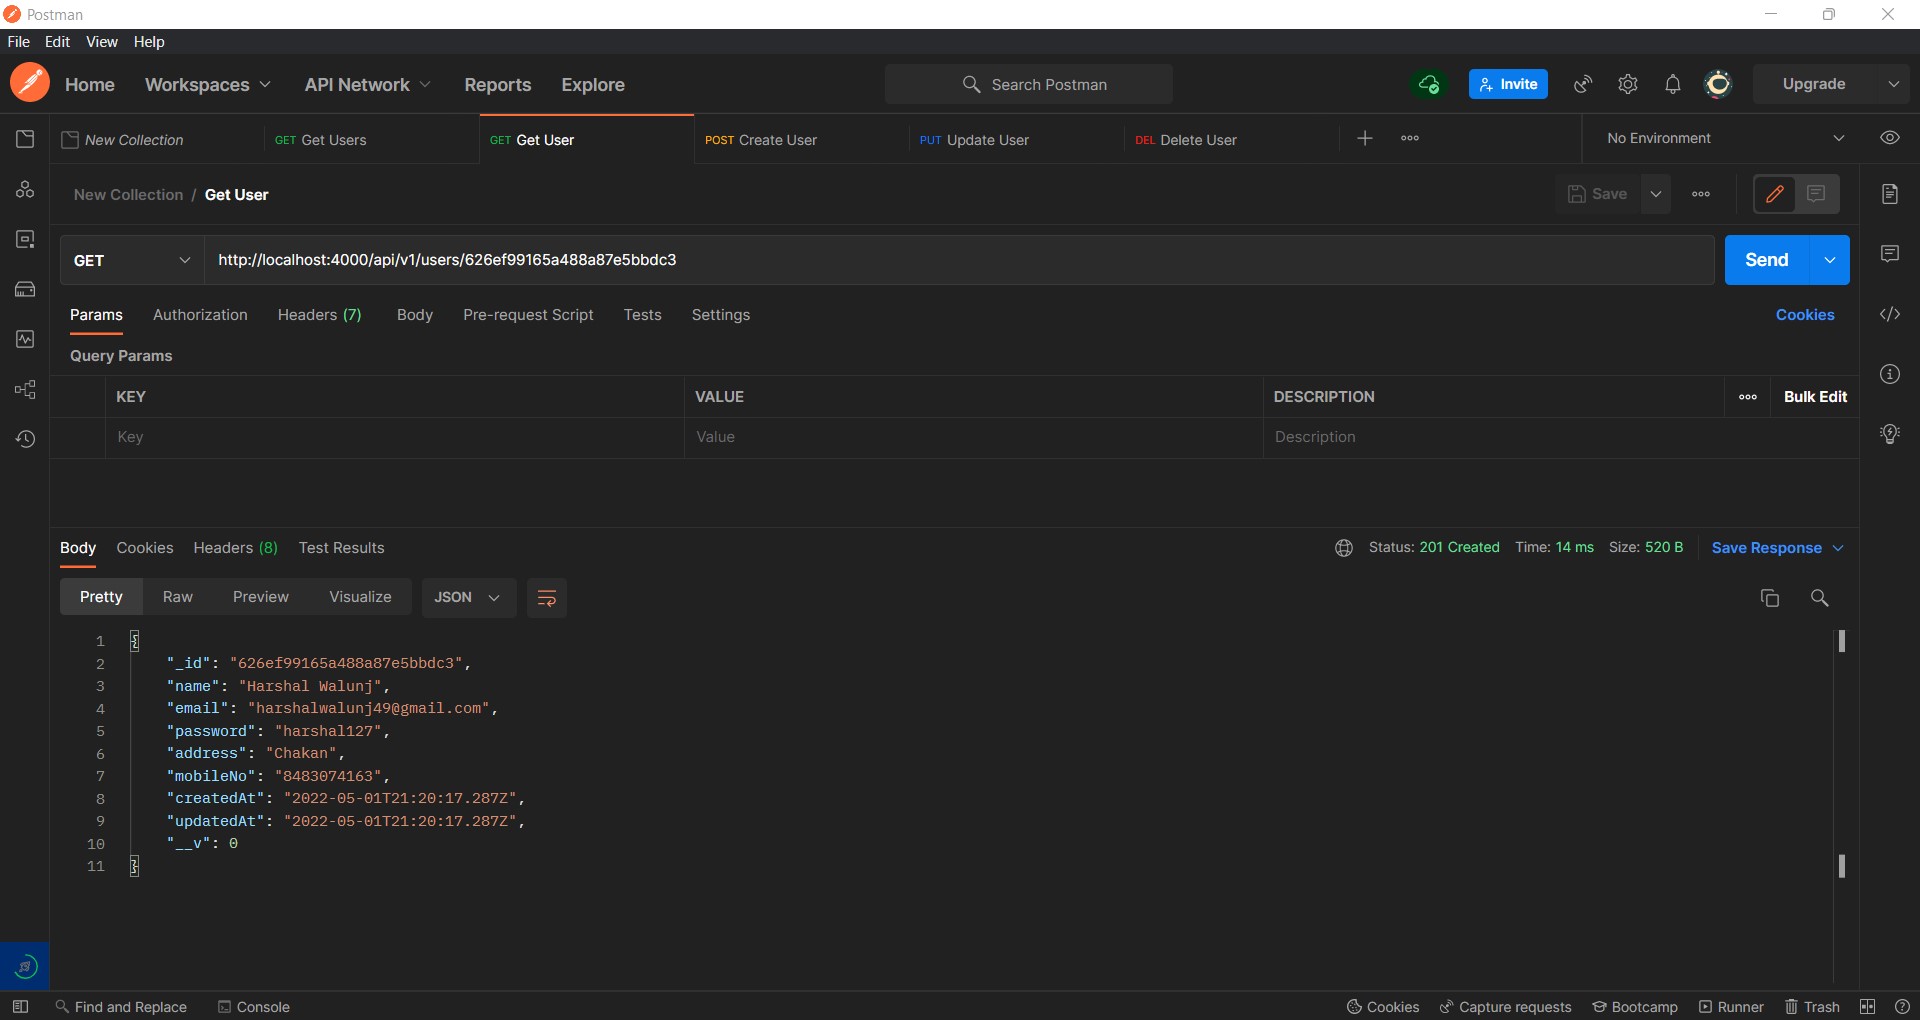 Postman
File Edit View Help
Home Workspaces API Network Reports Explore Search Postman Invite Upgrade
New Collection GET Get Users GET Get User POST Create User PUT Update User DEL Delete User No Environment
New Collection / Get User Save
GET http://localhost:4000/api/v1/users/626ef99165a488a87e5bbdc3 Send
Params Authorization Headers (7) Body Pre-request Script Tests Settings Cookies
Query Params
KEY VALUE DESCRIPTION Bulk Edit
Key Value Description
Body Cookies Headers (8) Test Results Status: 201 Created Time: 14 ms Size: 520 B Save Response
Pretty Raw Preview Visualize JSON
1 {
2 "_id": "626ef99165a488a87e5bbdc3",
3 "name": "Harshal Walunj",
4 "email": "harshalwalunj49@gmail.com",
5 "password": "harshal127",
6 "address": "Chakan",
7 "mobileNo": "8483074163",
8 "createdAt": "2022-05-01T21:20:17.287Z",
9 "updatedAt": "2022-05-01T21:20:17.287Z",
10 "__v": 0
11 }
Find and Replace Console Cookies Capture requests Bootcamp Runner Trash